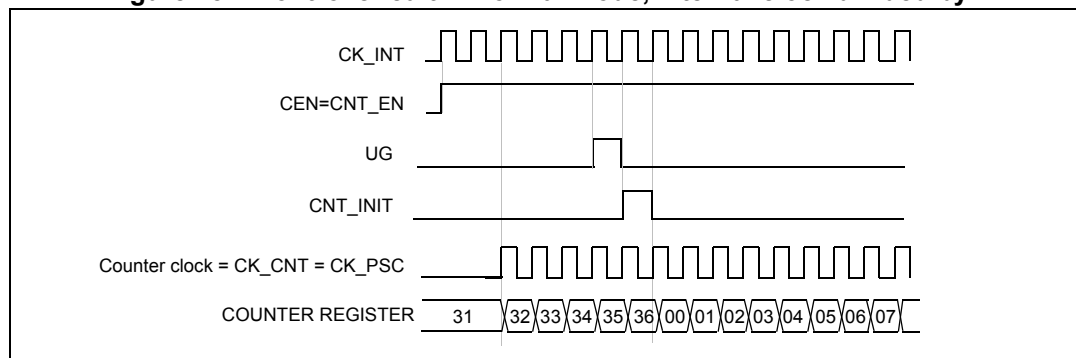 CK_INT
CEN=CNT_EN
UG
CNT_INIT
Counter clock = CK_CNT = CK_PSC
COUNTER REGISTER 31 32 33 34 35 36 00 01 02 03 04 05 06 07